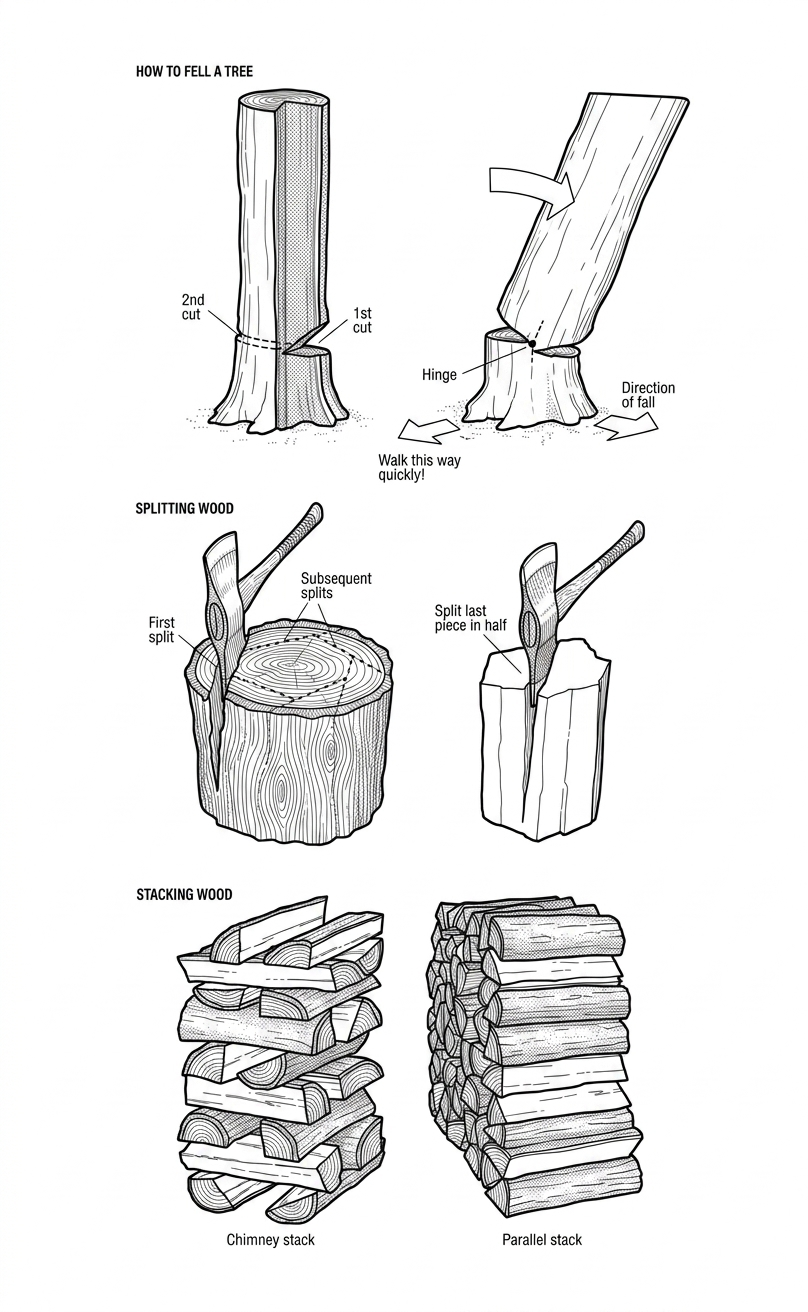 HOW TO FELL A TREE
2nd
cut
1st
cut
Hinge
Direction
of fall
Walk this way
quickly!
SPLITTING WOOD
First
split
Subsequent
splits
Split last
piece in half
STACKING WOOD
Chimney stack
Parallel stack